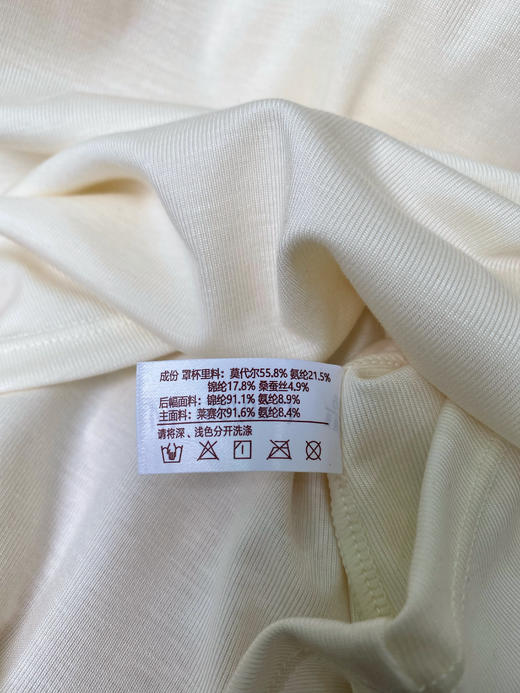 成份 罩杯里料：莫代尔55.8% 氨纶21.5%
锦纶17.8% 桑蚕丝4.9%
后幅面料：锦纶91.1% 氨纶8.9%
主面料：莱赛尔91.6% 氨纶8.4%
请将深、浅色分开洗涤